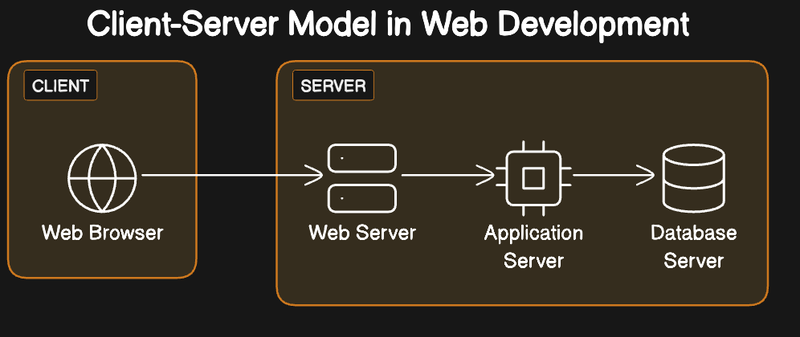 Client-Server Model in Web Development
CLIENT
SERVER
Web Browser
Web Server
Application
Server
Database
Server